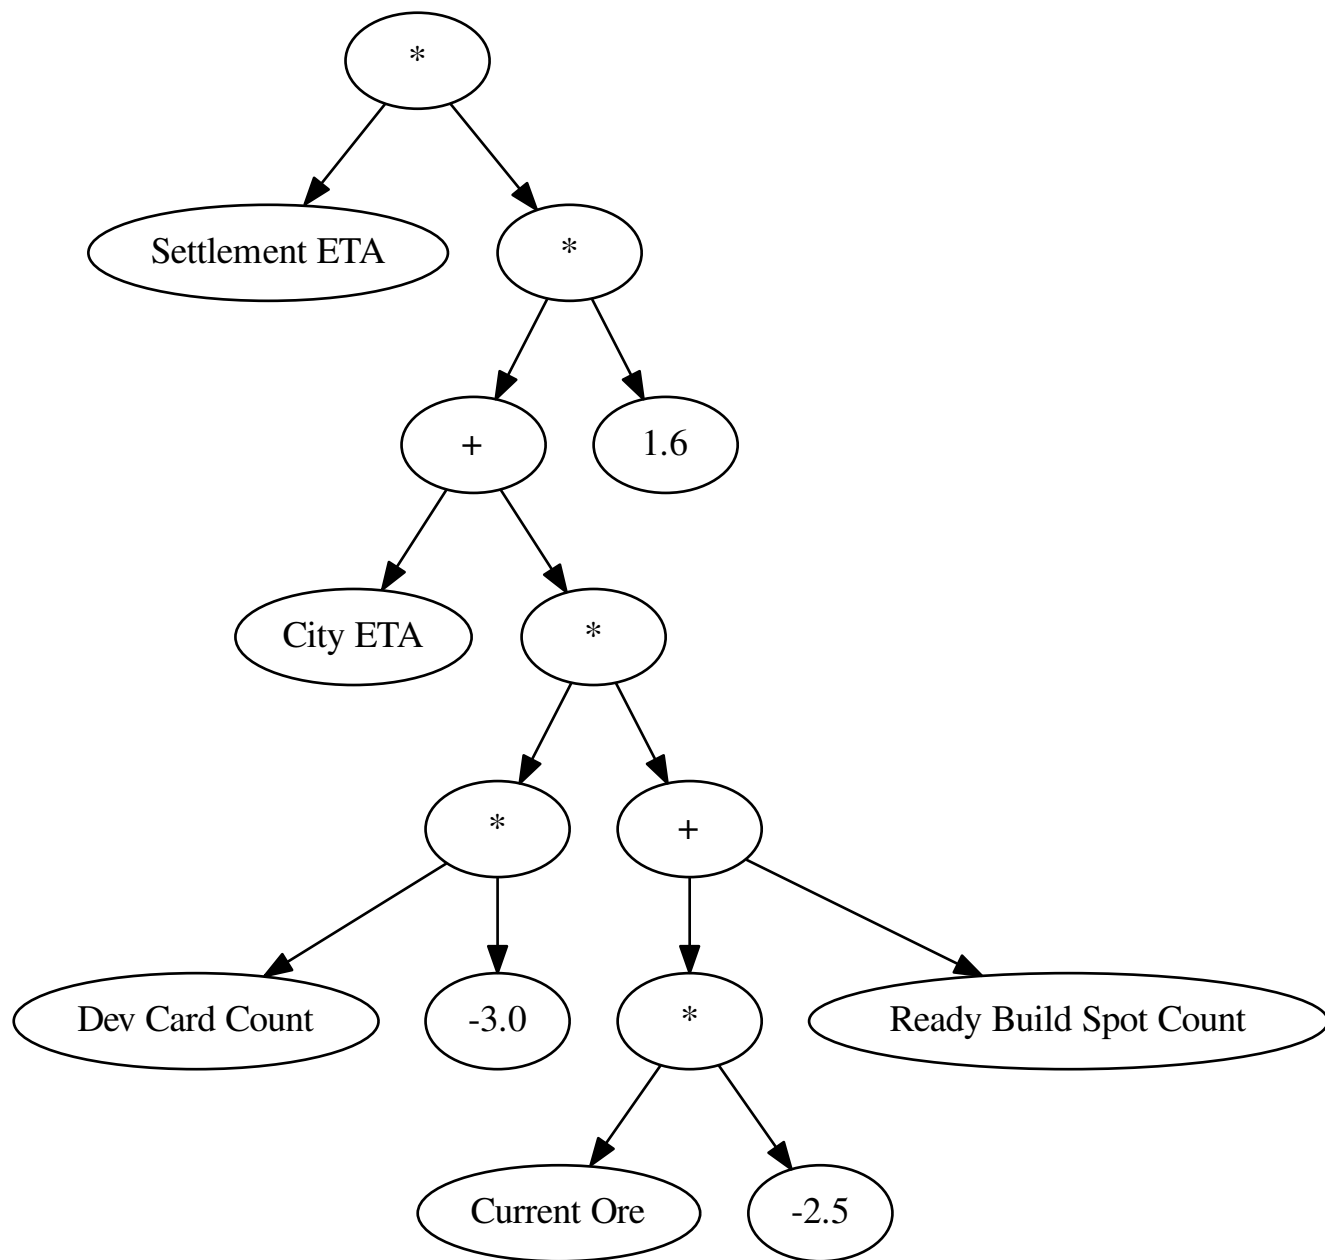 *
Settlement ETA
*
+
1.6
City ETA
*
*
+
Dev Card Count
-3.0
*
Ready Build Spot Count
Current Ore
-2.5